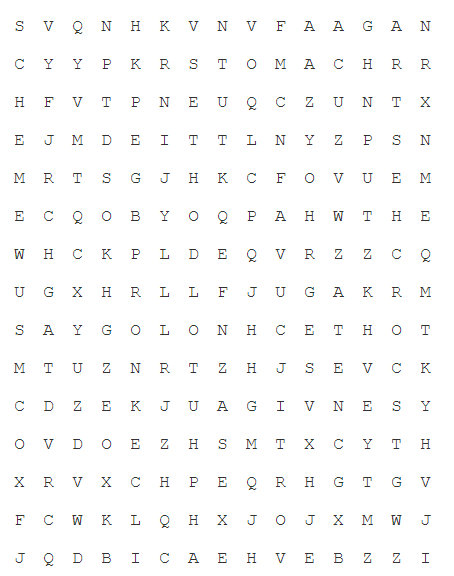 S V Q N H K V N V F A A G A N
C Y Y P K R S T O M A C H R R
H F V T P N E U Q C Z U N T X
E J M D E I T T L N Y Z P S N
M R T S G J H K C F O V U E M
E C Q O B Y O Q P A H W T H E
W H C K P L D E Q V R Z Z C Q
U G X H R L L F J U G A K R M
S A Y G O L O N H C E T H O T
M T U Z N R T Z H J S E V C K
C D Z E K J U A G I V N E S Y
O V D O E Z H S M T X C Y T H
X R V X C H P E Q R H G T G V
F C W K L Q H X J O J X M W J
J Q D B I C A E H V E B Z Z I